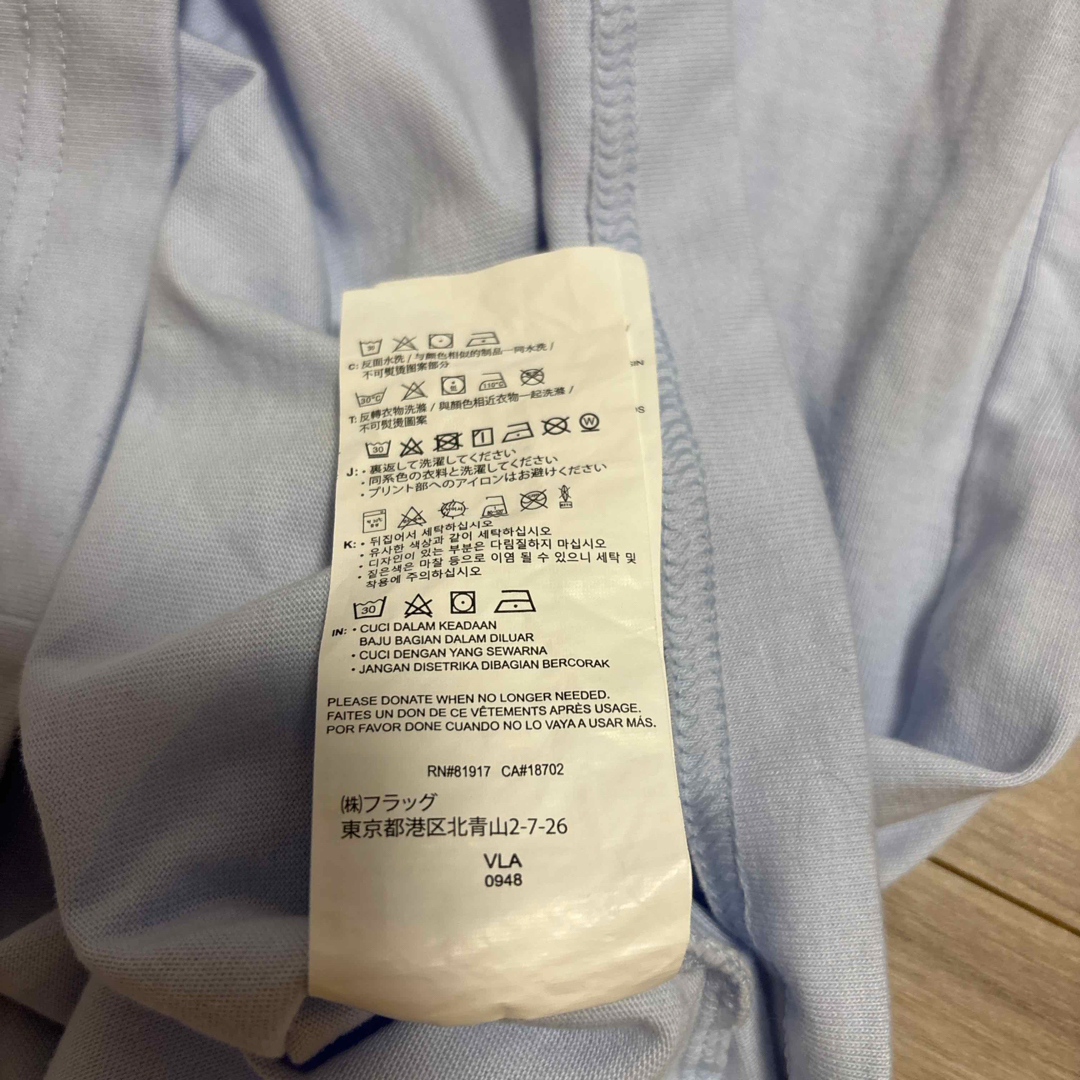 30
C: 反面水洗 / 与顏色相似的制品一同水洗 /
不可熨烫图案部分
30°C 110°C
T: 反轉衣物洗滌 / 與顏色相近衣物一起洗滌 /
不可熨燙圖案
30 W
J: • 裏返して洗濯してください
• 同系色の衣料と洗濯してください
• プリント部へのアイロンはお避けください
K: • 뒤집어서 세탁하십시오
• 유사한 색상과 같이 세탁하십시오
• 디자인이 있는 부분은 다림질하지 마십시오
• 짙은색은 마찰 등으로 이염 될 수 있으니 세탁 및
착용에 주의하십시오
30
IN: • CUCI DALAM KEADAAN
BAJU BAGIAN DALAM DILUAR
• CUCI DENGAN YANG SEWARNA
• JANGAN DISETRIKA DIBAGIAN BERCORAK
PLEASE DONATE WHEN NO LONGER NEEDED.
FAITES UN DON DE CE VÊTEMENTS APRÈS USAGE.
POR FAVOR DONE CUANDO NO LO VAYA A USAR MÁS.
RN#81917 CA#18702
(株)フラッグ
東京都港区北青山2-7-26
VLA
0948